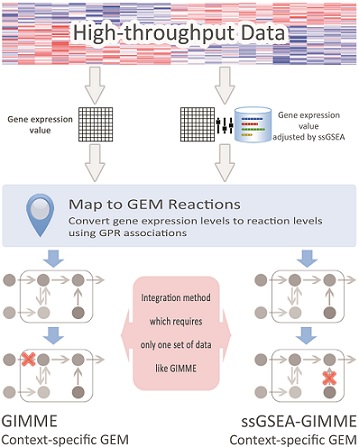 High-throughput Data
Gene expression
value
Gene expression
value
adjusted by ssGSEA
Map to GEM Reactions
Convert gene expression levels to reaction levels
using GPR associations
Integration method
which requires
only one set of data
like GIMME
GIMME
Context-specific GEM
ssGSEA-GIMME
Context-specific GEM